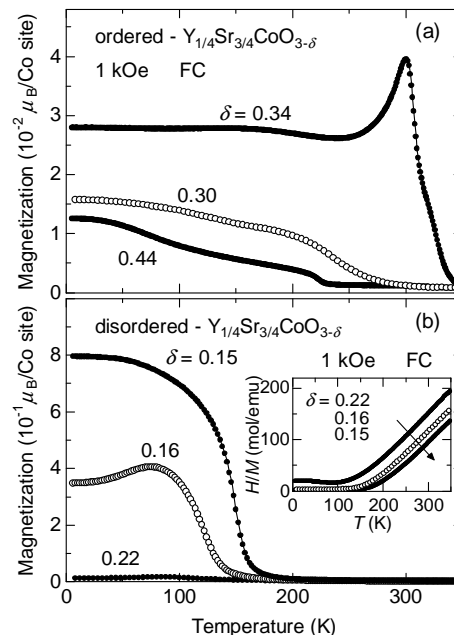 ordered - Y1/4Sr3/4CoO3-δ (a)
1 kOe FC
δ = 0.34
0.30
0.44
Magnetization (10⁻² μB/Co site)
4
3
2
1
0
disordered - Y1/4Sr3/4CoO3-δ (b)
δ = 0.15
0.16
0.22
Magnetization (10⁻¹ μB/Co site)
8
6
4
2
0
1 kOe FC
δ = 0.22
0.16
0.15
H/M (mol/emu)
200
100
0
0 100 200 300
T (K)
0 100 200 300
Temperature (K)